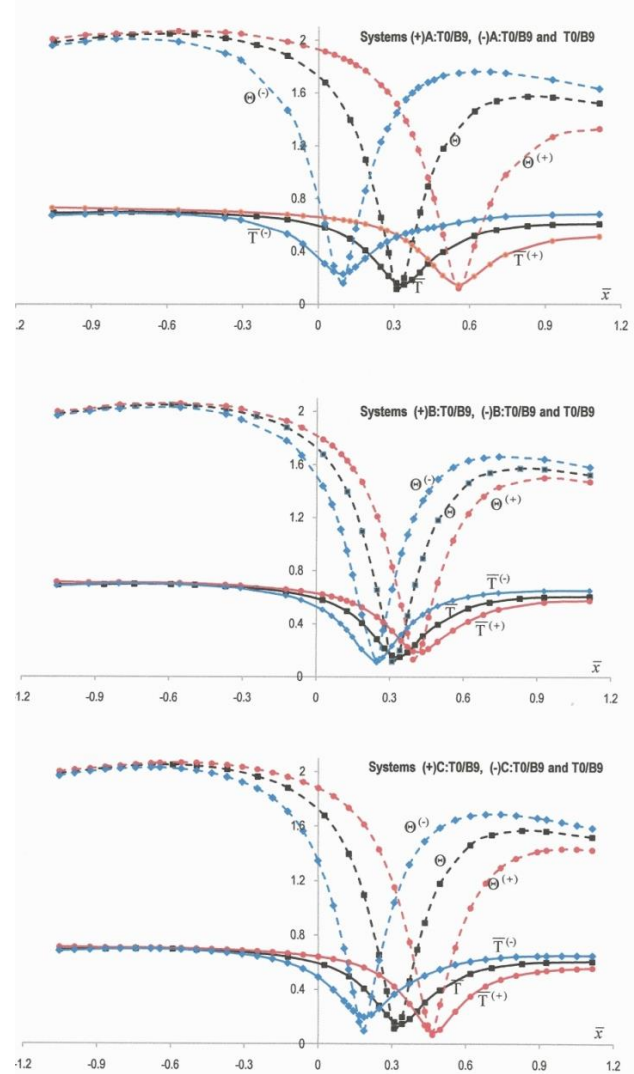 Systems (+)A:T0/B9, (-)A:T0/B9 and T0/B9
2
1.6
1.2
0.8
0.4
0
Θ(-)
Θ
Θ(+)
T̅(-)
T̅
T̅(+)
x̅
.2 -0.9 -0.6 -0.3 0 0.3 0.6 0.9 1.2
Systems (+)B:T0/B9, (-)B:T0/B9 and T0/B9
2
1.6
1.2
0.8
0.4
0
Θ(-)
Θ
Θ(+)
T̅(-)
T̅
T̅(+)
x̅
1.2 -0.9 -0.6 -0.3 0 0.3 0.6 0.9 1.2
Systems (+)C:T0/B9, (-)C:T0/B9 and T0/B9
2
1.6
1.2
0.8
0.4
0
Θ(-)
Θ
Θ(+)
T̅(-)
T̅
T̅(+)
x̅
-1.2 -0.9 -0.6 -0.3 0 0.3 0.6 0.9 1.2